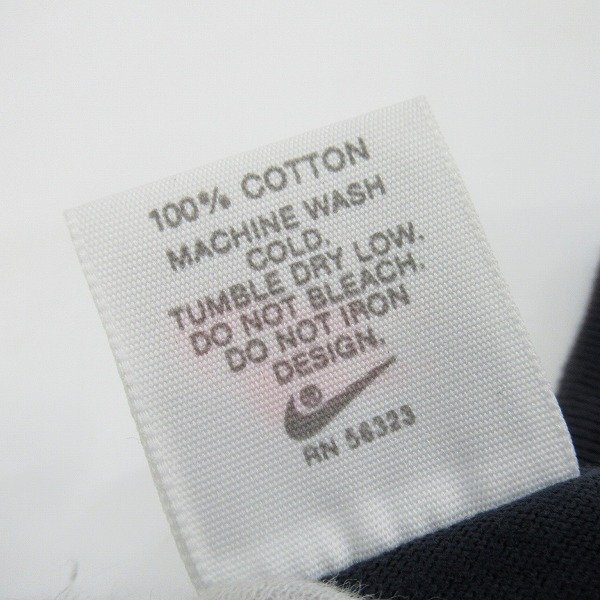 100% COTTON
MACHINE WASH
COLD.
TUMBLE DRY LOW.
DO NOT BLEACH.
DO NOT IRON
DESIGN.
®
RN 56323